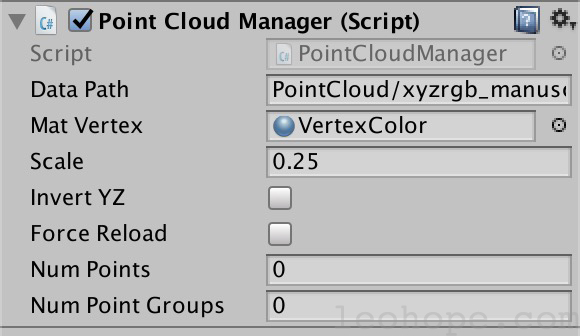 Point Cloud Manager (Script)
Script PointCloudManager
Data Path PointCloud/xyzrgb_manus
Mat Vertex VertexColor
Scale 0.25
Invert YZ
Force Reload
Num Points 0
Num Point Groups 0
leohope.com